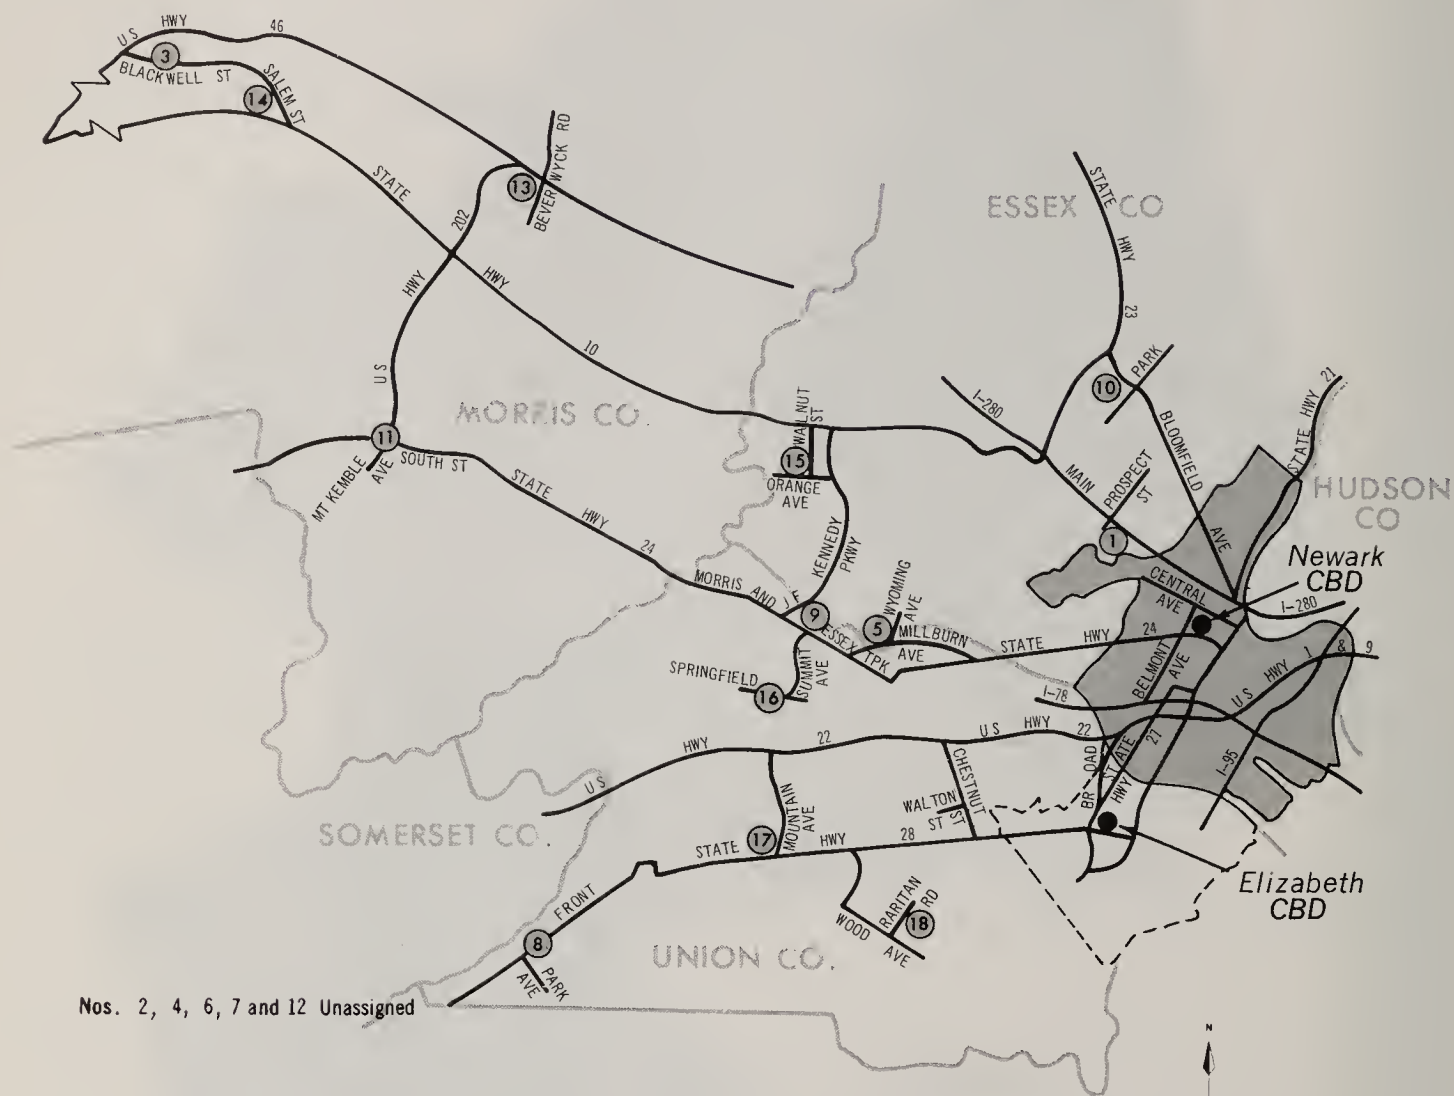 US HWY 46
3
BLACKWELL ST
SALEM ST
14
STATE HWY 10
13
BEVERWYCK RD
US HWY 202
ESSEX CO
STATE HWY 23
10
PARK
BLOOMFIELD AVE
I-280
MAIN
PROSPECT ST
1
STATE HWY 21
HUDSON CO
MORRIS CO
11
SOUTH ST
MT KEMBLE AVE
STATE HWY 24
WALNUT ST
15
ORANGE AVE
J F KENNEDY PKWY
MORRIS AND ESSEX TPK
9
5
WYOMING AVE
MILLBURN AVE
STATE HWY 24
CENTRAL AVE
Newark
CBD
I-280
BELMONT AVE
US HWY 1 & 9
I-78
SPRINGFIELD
16
SUMMIT AVE
US HWY 22
US HWY 22
BROAD ST
STATE HWY 27
I-95
CHESTNUT ST
WALTON ST
SOMERSET CO.
17
MOUNTAIN AVE
STATE HWY 28
Elizabeth
CBD
FRONT
8
PARK AVE
WOOD AVE
RARITAN RD
18
UNION CO.
Nos. 2, 4, 6, 7 and 12 Unassigned
N